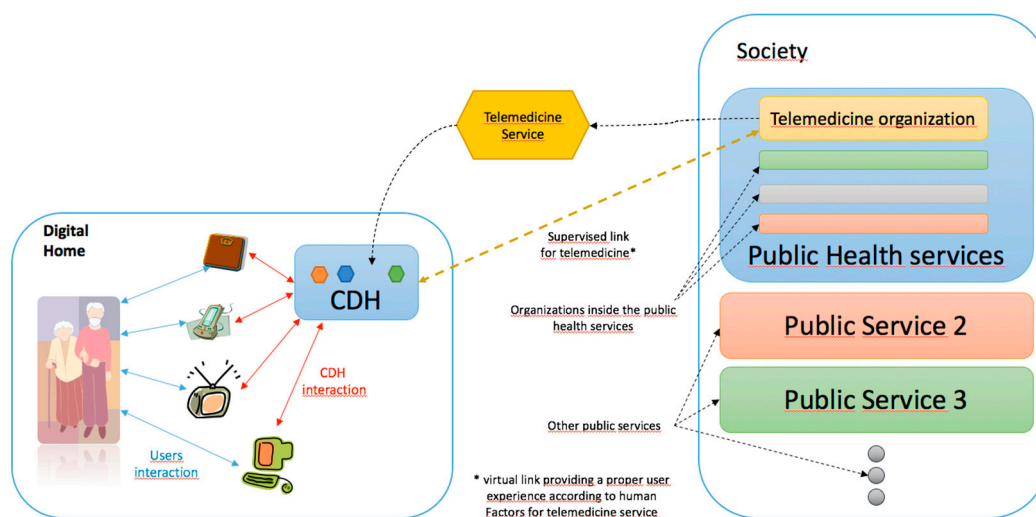 Society
Telemedicine
Service
Telemedicine organization
Public Health services
Digital
Home
CDH
Supervised link
for telemedicine*
Organizations inside the public
health services
Public Service 2
CDH
interaction
Public Service 3
Other public services
Users
interaction
* virtual link providing a proper user
experience according to human
Factors for telemedicine service